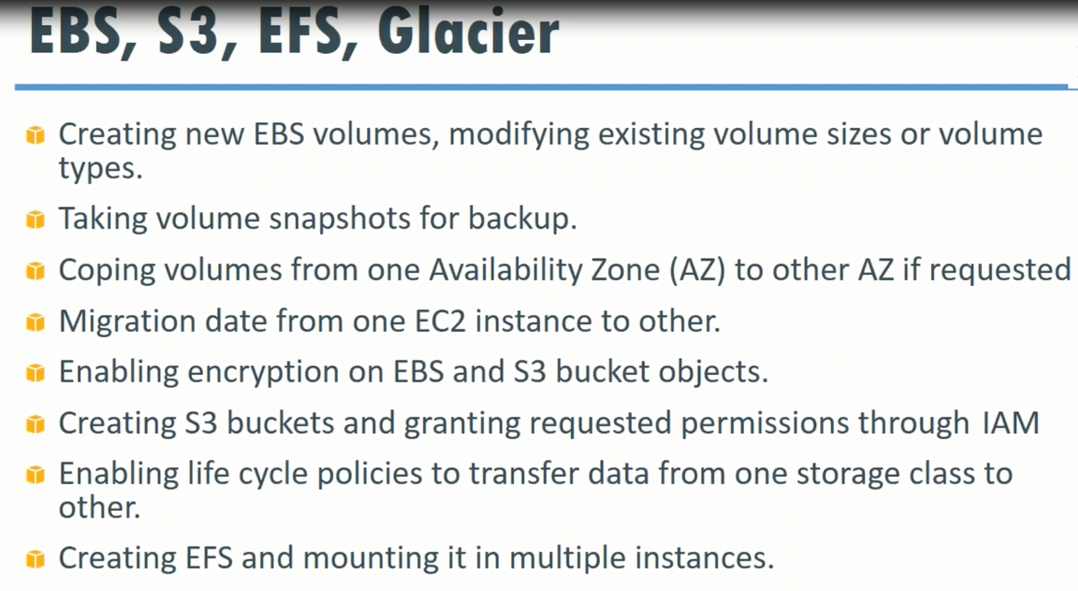 EBS, S3, EFS, Glacier
Creating new EBS volumes, modifying existing volume sizes or volume
types.
Taking volume snapshots for backup.
Coping volumes from one Availability Zone (AZ) to other AZ if requested
Migration date from one EC2 instance to other.
Enabling encryption on EBS and S3 bucket objects.
Creating S3 buckets and granting requested permissions through IAM
Enabling life cycle policies to transfer data from one storage class to
other.
Creating EFS and mounting it in multiple instances.